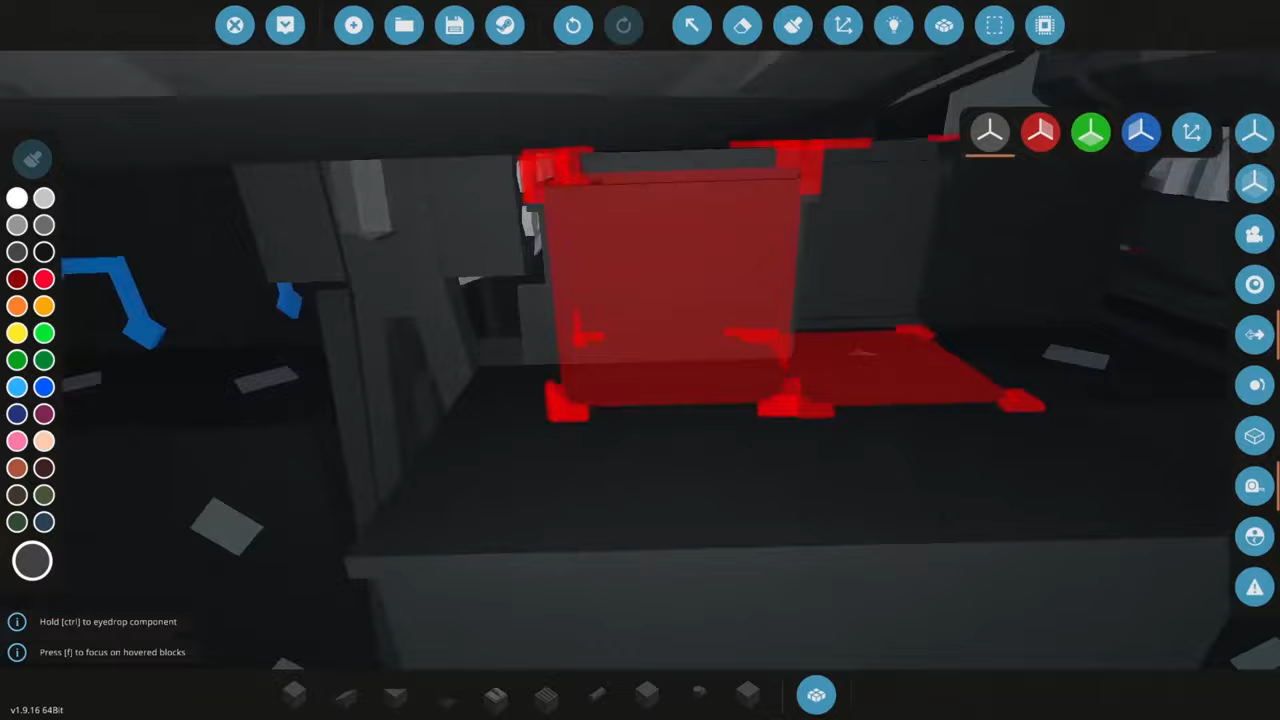 Hold [ctrl] to eyedrop component
Press [f] to focus on hovered blocks
v1.9.16 64Bit